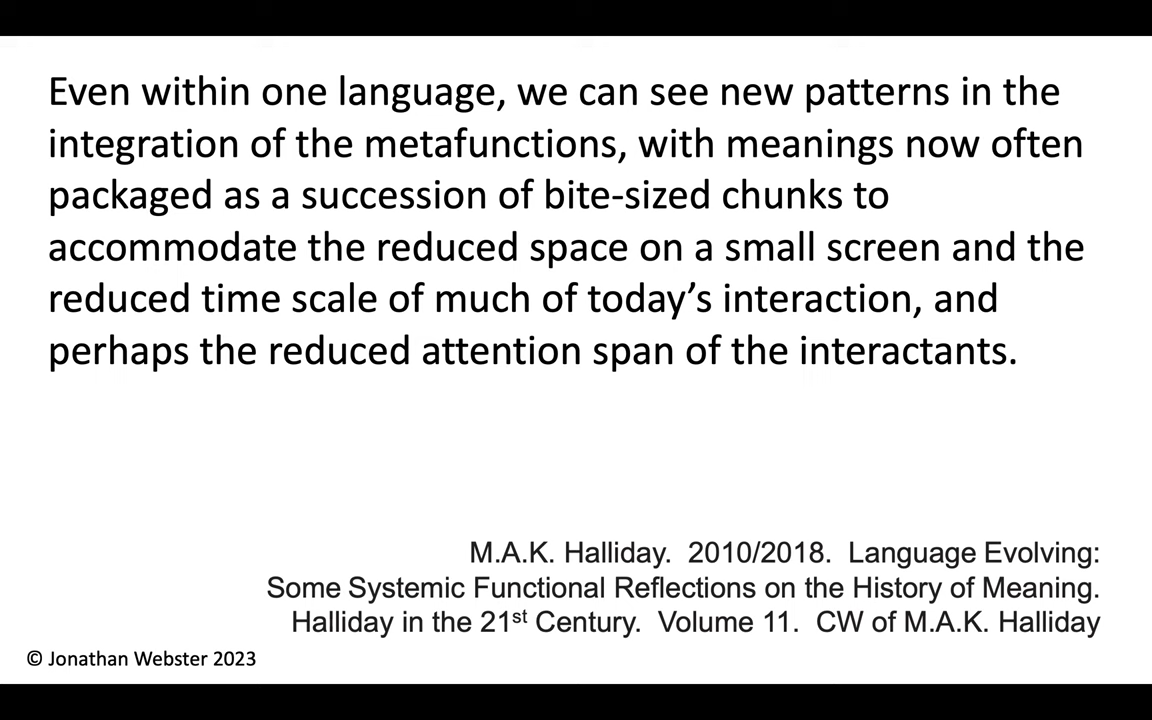 Even within one language, we can see new patterns in the
integration of the metafunctions, with meanings now often
packaged as a succession of bite-sized chunks to
accommodate the reduced space on a small screen and the
reduced time scale of much of today’s interaction, and
perhaps the reduced attention span of the interactants.
M.A.K. Halliday.  2010/2018.  Language Evolving:
Some Systemic Functional Reflections on the History of Meaning.
Halliday in the 21st Century.  Volume 11.  CW of M.A.K. Halliday
© Jonathan Webster 2023